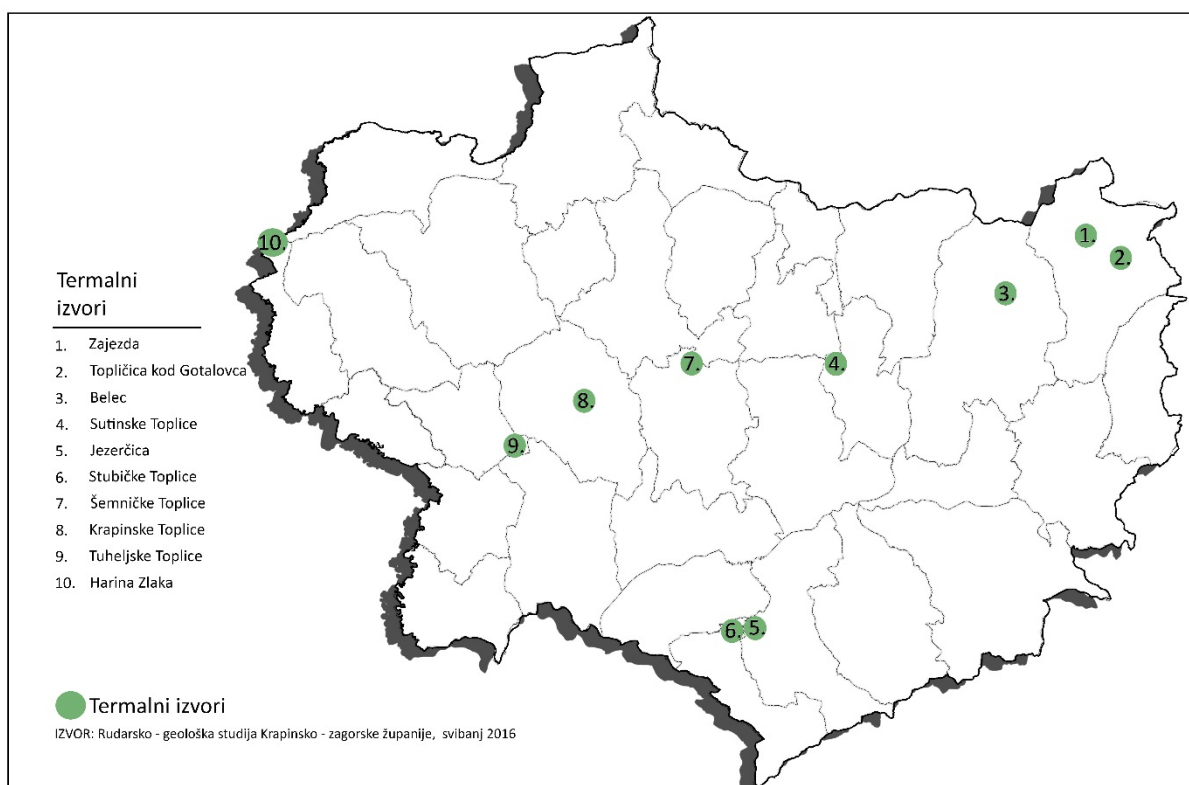 10.
1.
2.
3.
7.
4.
8.
9.
6.
5.
Termalni
izvori
1. Zajezda
2. Topličica kod Gotalovca
3. Belec
4. Sutinske Toplice
5. Jezerčica
6. Stubičke Toplice
7. Šemničke Toplice
8. Krapinske Toplice
9. Tuheljske Toplice
10. Harina Zlaka
Termalni izvori
IZVOR: Rudarsko - geološka studija Krapinsko - zagorske županije, svibanj 2016